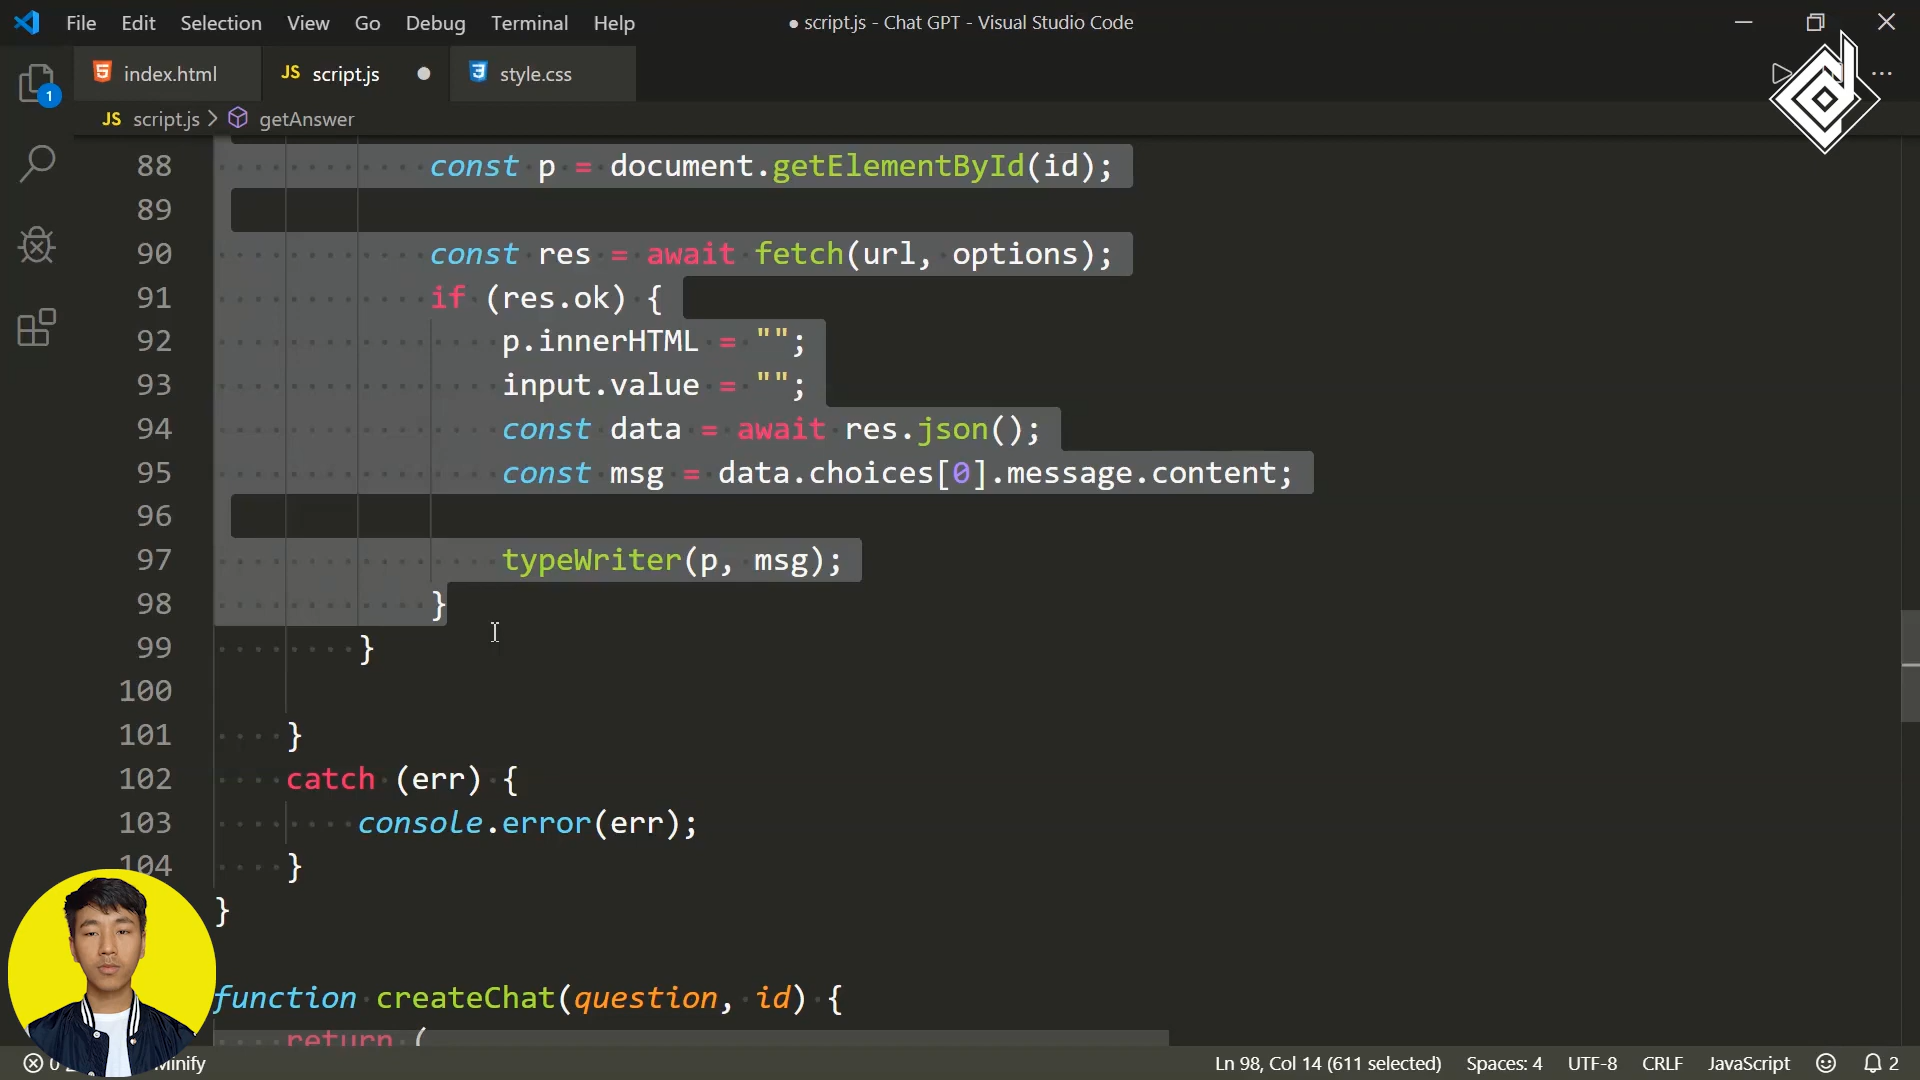 File Edit Selection View Go Debug Terminal Help
● script.js - Chat GPT - Visual Studio Code
index.html
JS script.js ●
style.css
1
JS script.js > getAnswer
88 const p = document.getElementById(id);
89
90 const res = await fetch(url, options);
91 if (res.ok) {
92 p.innerHTML = "";
93 input.value = "";
94 const data = await res.json();
95 const msg = data.choices[0].message.content;
96
97 typeWriter(p, msg);
98 }
99 }
100
101 }
102 catch (err) {
103 console.error(err);
104 }
}
function createChat(question, id) {
return (
0
Minify
Ln 98, Col 14 (611 selected)
Spaces: 4
UTF-8
CRLF
JavaScript
2